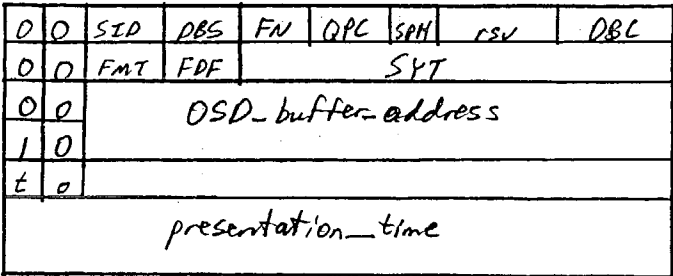 0 0 SID DBS FN QPC SPH rsv DBC
0 0 FMT FDF SYT
0 0 OSD_buffer_address
1 0
t 0
presentation_time